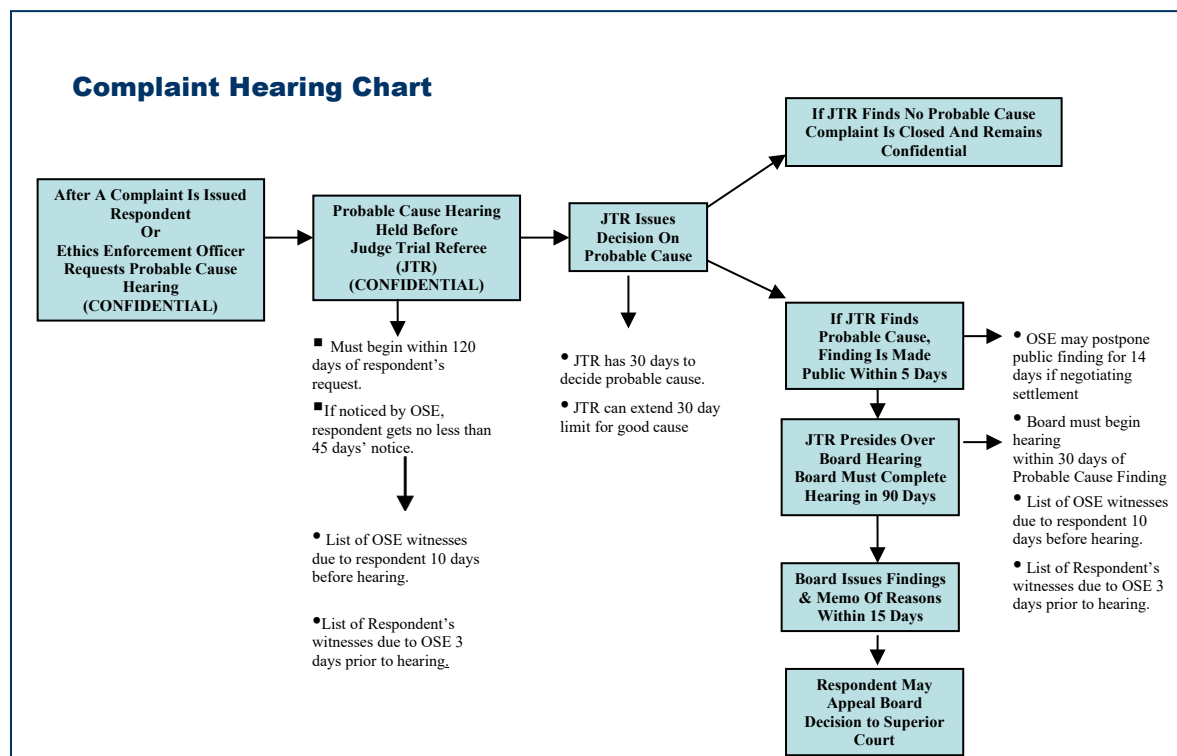 Complaint Hearing Chart
After A Complaint Is Issued
Respondent
Or
Ethics Enforcement Officer
Requests Probable Cause
Hearing
(CONFIDENTIAL)
Probable Cause Hearing
Held Before
Judge Trial Referee
(JTR)
(CONFIDENTIAL)
■ Must begin within 120
days of respondent's
request.
■If noticed by OSE,
respondent gets no less than
45 days' notice.
• List of OSE witnesses
due to respondent 10 days
before hearing.
•List of Respondent's
witnesses due to OSE 3
days prior to hearing.
JTR Issues
Decision On
Probable Cause
• JTR has 30 days to
decide probable cause.
• JTR can extend 30 day
limit for good cause
If JTR Finds No Probable Cause
Complaint Is Closed And Remains
Confidential
If JTR Finds
Probable Cause,
Finding Is Made
Public Within 5 Days
• OSE may postpone
public finding for 14
days if negotiating
settlement
JTR Presides Over
Board Hearing
Board Must Complete
Hearing in 90 Days
• Board must begin
hearing
within 30 days of
Probable Cause Finding
• List of OSE witnesses
due to respondent 10
days before hearing.
• List of Respondent's
witnesses due to OSE 3
days prior to hearing.
Board Issues Findings
& Memo Of Reasons
Within 15 Days
Respondent May
Appeal Board
Decision to Superior
Court